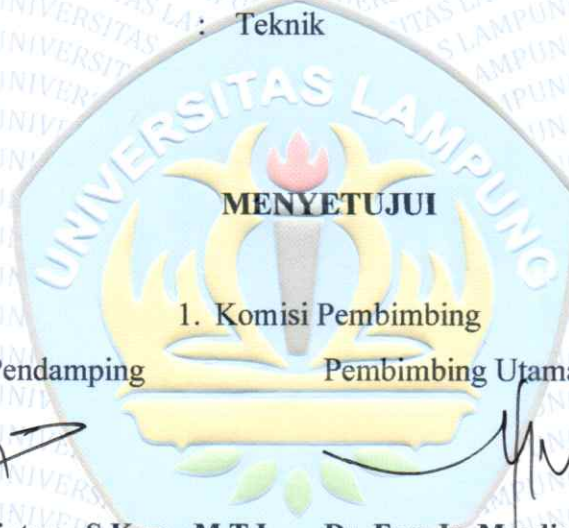 : Teknik
UNIVERSITAS LAMPUNG
MENYETUJUI
1. Komisi Pembimbing
Pendamping Pembimbing Utama